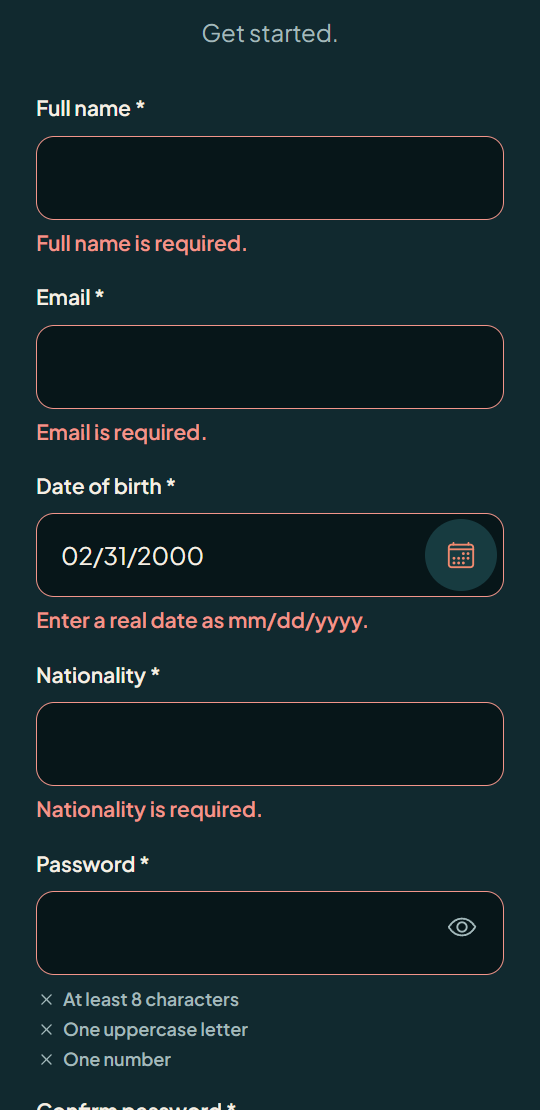 Get started.
Full name *
Full name is required.
Email *
Email is required.
Date of birth *
02/31/2000
Enter a real date as mm/dd/yyyy.
Nationality *
Nationality is required.
Password *
At least 8 characters
One uppercase letter
One number
Confirm password *